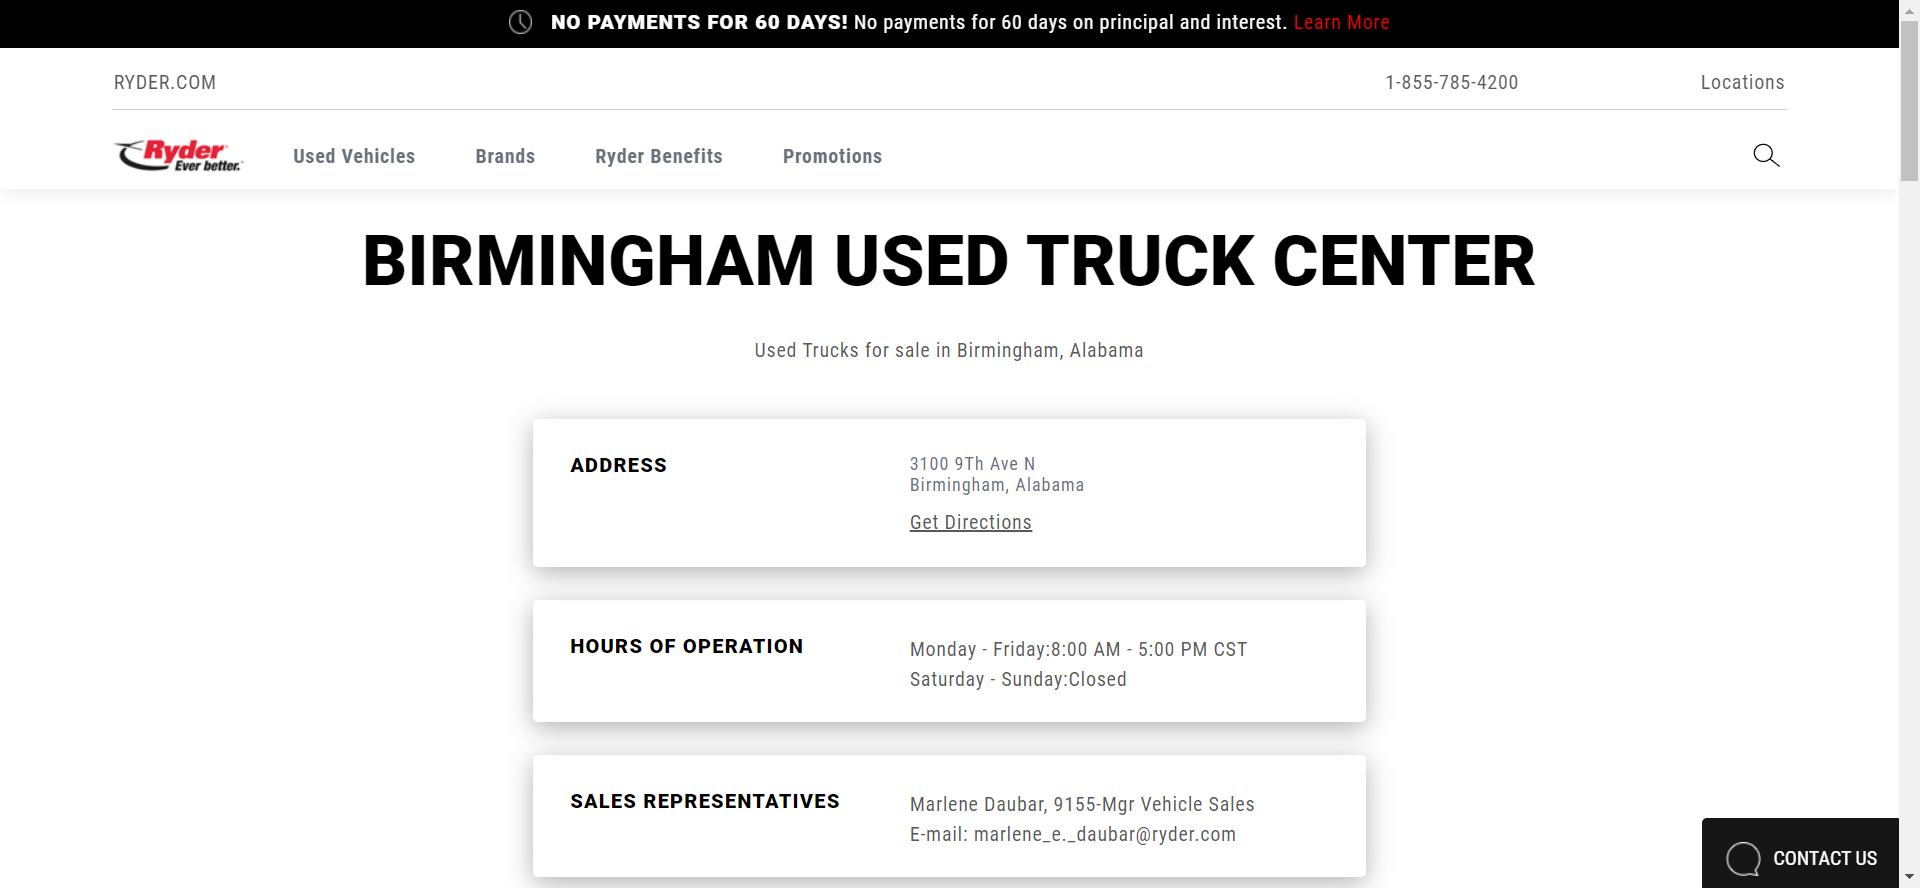 NO PAYMENTS FOR 60 DAYS! No payments for 60 days on principal and interest. Learn More
RYDER.COM 1-855-785-4200 Locations
Ryder Ever better. Used Vehicles Brands Ryder Benefits Promotions
BIRMINGHAM USED TRUCK CENTER
Used Trucks for sale in Birmingham, Alabama
ADDRESS
3100 9Th Ave N
Birmingham, Alabama
Get Directions
HOURS OF OPERATION
Monday - Friday:8:00 AM - 5:00 PM CST
Saturday - Sunday:Closed
SALES REPRESENTATIVES
Marlene Daubar, 9155-Mgr Vehicle Sales
E-mail: marlene_e._daubar@ryder.com
CONTACT US